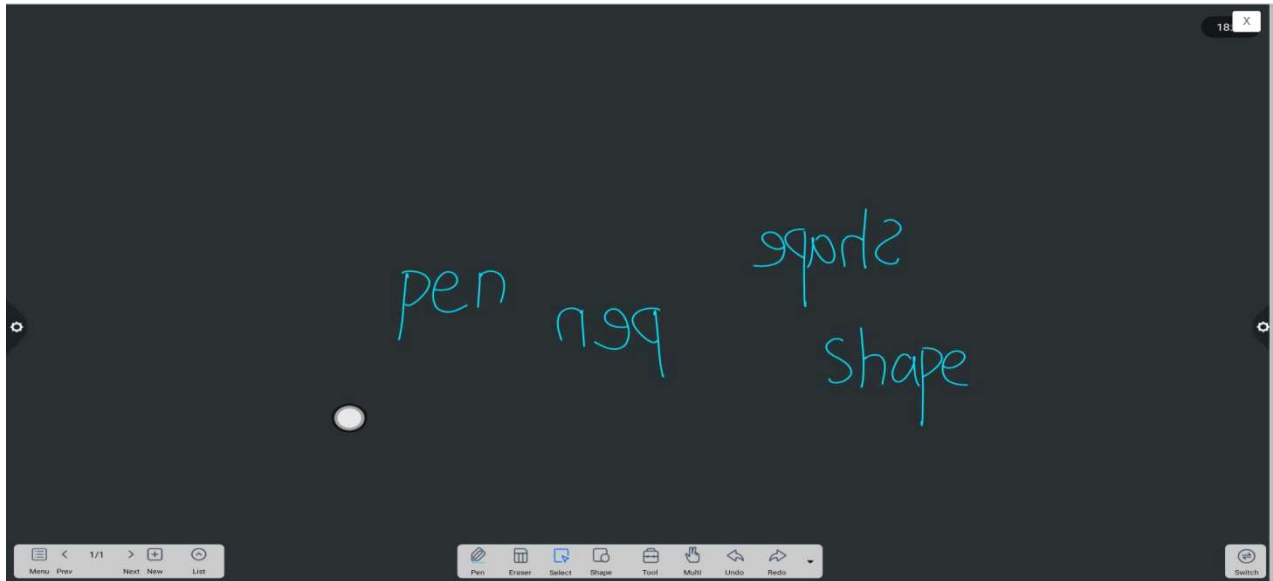 18: X
pen
pen
Shape
Shape
1/1
Menu Prev Next New List
Pen Eraser Select Shape Tool Multi Undo Redo
Switch